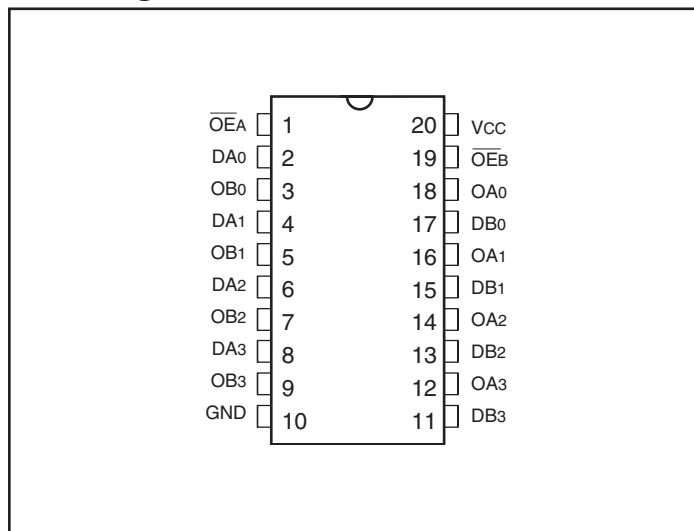 OEA 1 20 VCC
DA0 2 19 OEB
OB0 3 18 OA0
DA1 4 17 DB0
OB1 5 16 OA1
DA2 6 15 DB1
OB2 7 14 OA2
DA3 8 13 DB2
OB3 9 12 OA3
GND 10 11 DB3